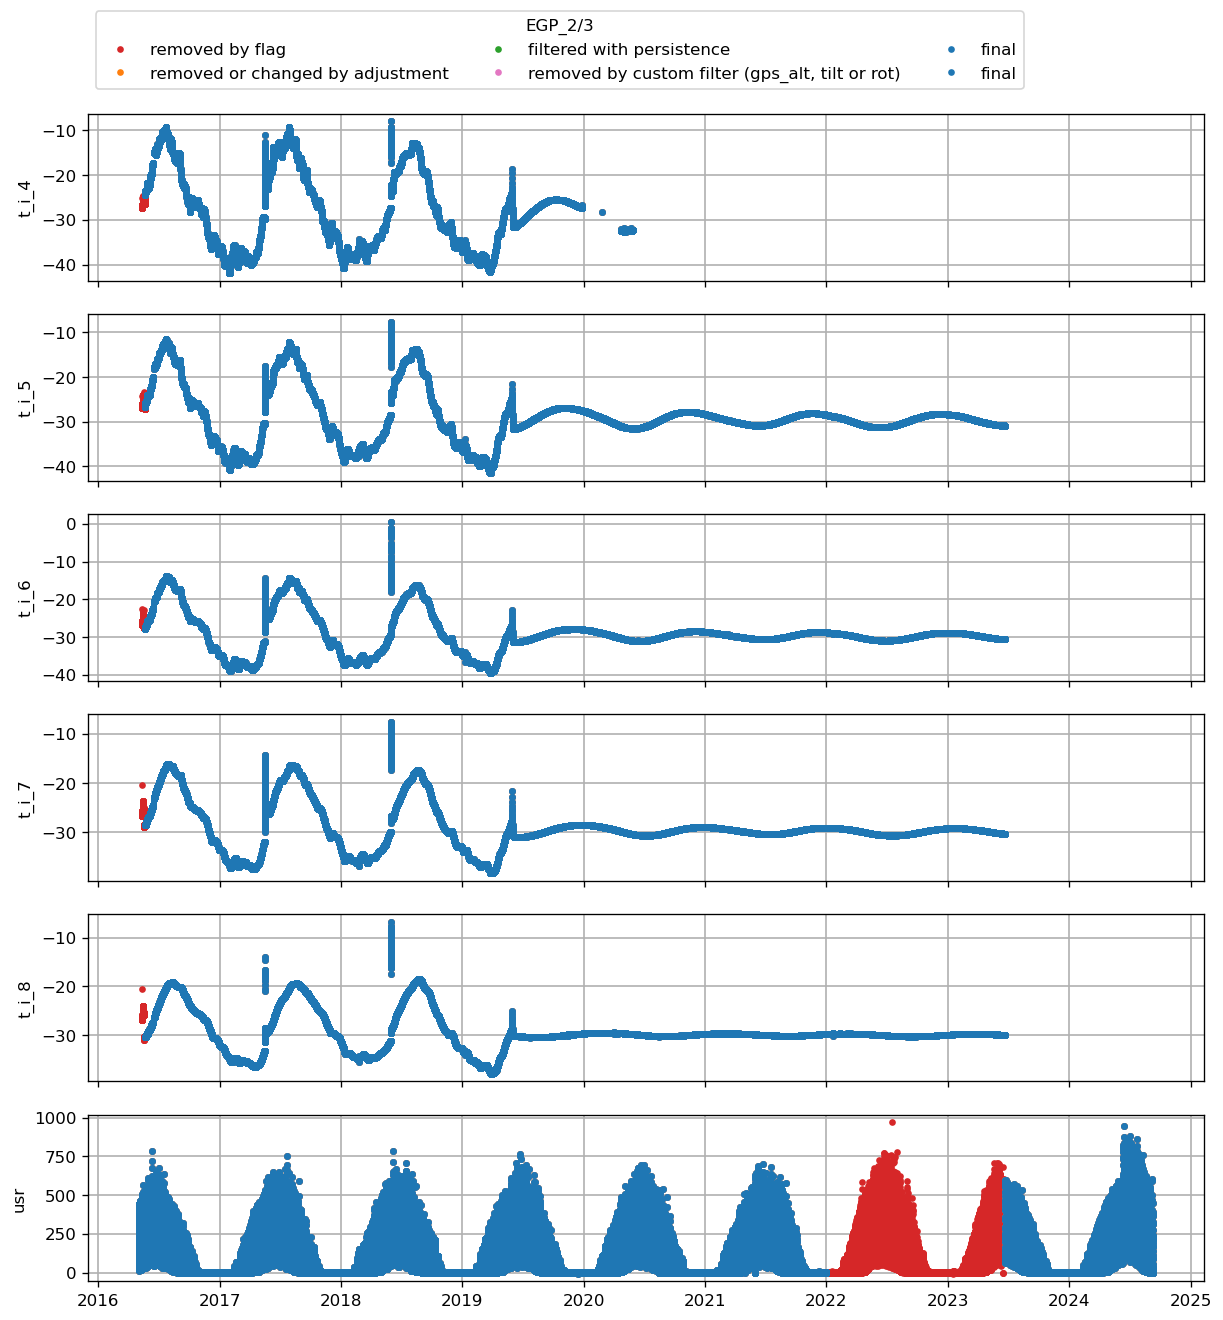 EGP_2/3
removed by flag
filtered with persistence
final
removed or changed by adjustment
removed by custom filter (gps_alt, tilt or rot)
final
t_i_4
−10
−20
−30
−40
t_i_5
−10
−20
−30
−40
t_i_6
0
−10
−20
−30
−40
t_i_7
−10
−20
−30
t_i_8
−10
−20
−30
usr
1000
750
500
250
0
2016 2017 2018 2019 2020 2021 2022 2023 2024 2025